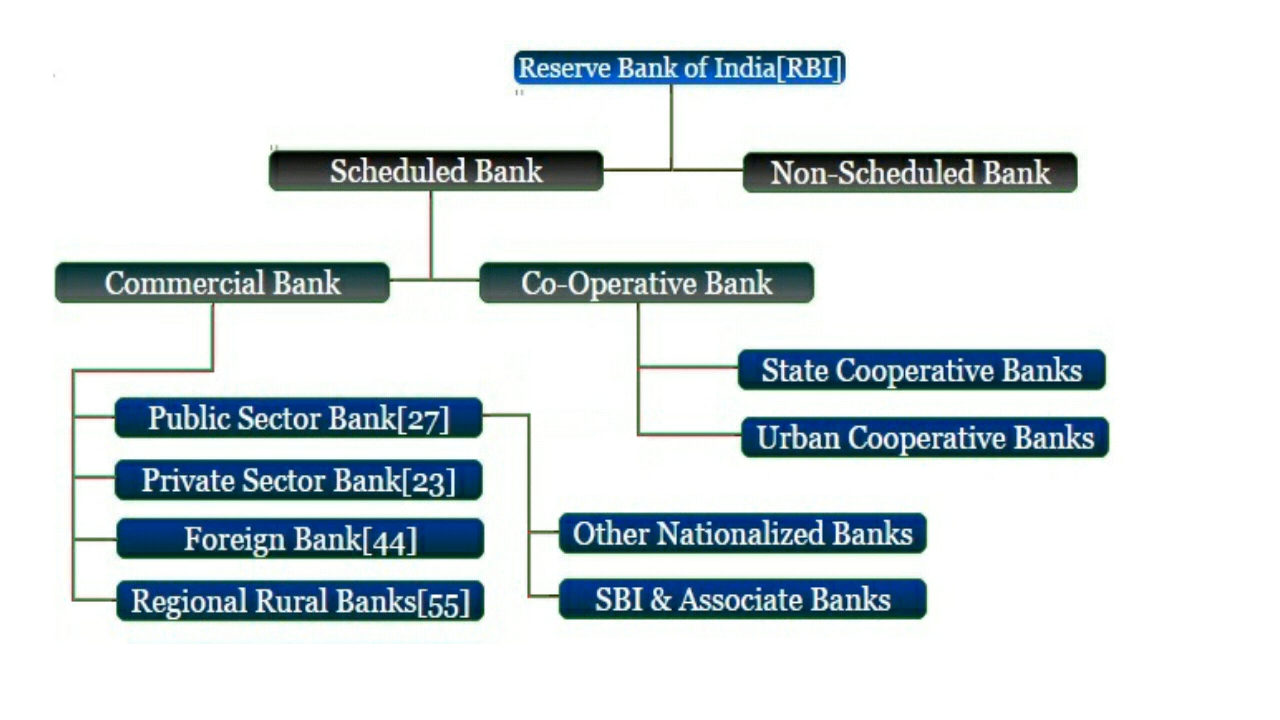 Reserve Bank of India[RBI]
Scheduled Bank
Non-Scheduled Bank
Commercial Bank
Co-Operative Bank
State Cooperative Banks
Public Sector Bank[27]
Urban Cooperative Banks
Private Sector Bank[23]
Other Nationalized Banks
Foreign Bank[44]
SBI & Associate Banks
Regional Rural Banks[55]